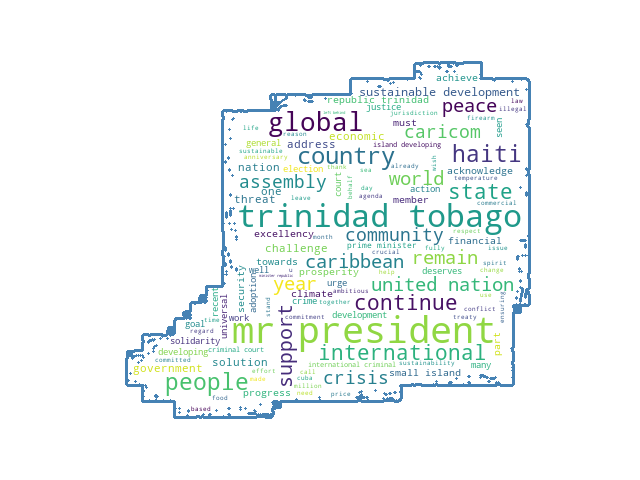 achieve
sustainable development
republic trinidad
peace
law
illegal
justice
jurisdiction
firearm
global
must
caricom
seen
life
reason
general
economic
island developing
sustainable
address
country
haiti
anniversary
election
thank
sea
already
wish
nation
court
world
acknowledge
assembly
day
action
state
temperature
one
behalf
agenda
member
threat
leave
commercial
trinidad tobago
excellency
month
community
respect
crucial
financial
challenge
prime minister
fully
issue
towards
caribbean
remain
spirit
well
prosperity
deserves
change
security
adoption
year
urge
help
united nation
use
climate
ambitious
recent
crime
together
continue
conflict
ensuring
universal
stand
commitment
treaty
time
work
development
goal
regard
mr president
part
solidarity
support
developing
criminal court
international
committed
solution
international criminal
sustainability
many
government
effort
call
people
made
cuba
crisis
small island
progress
million
food
need
price
based